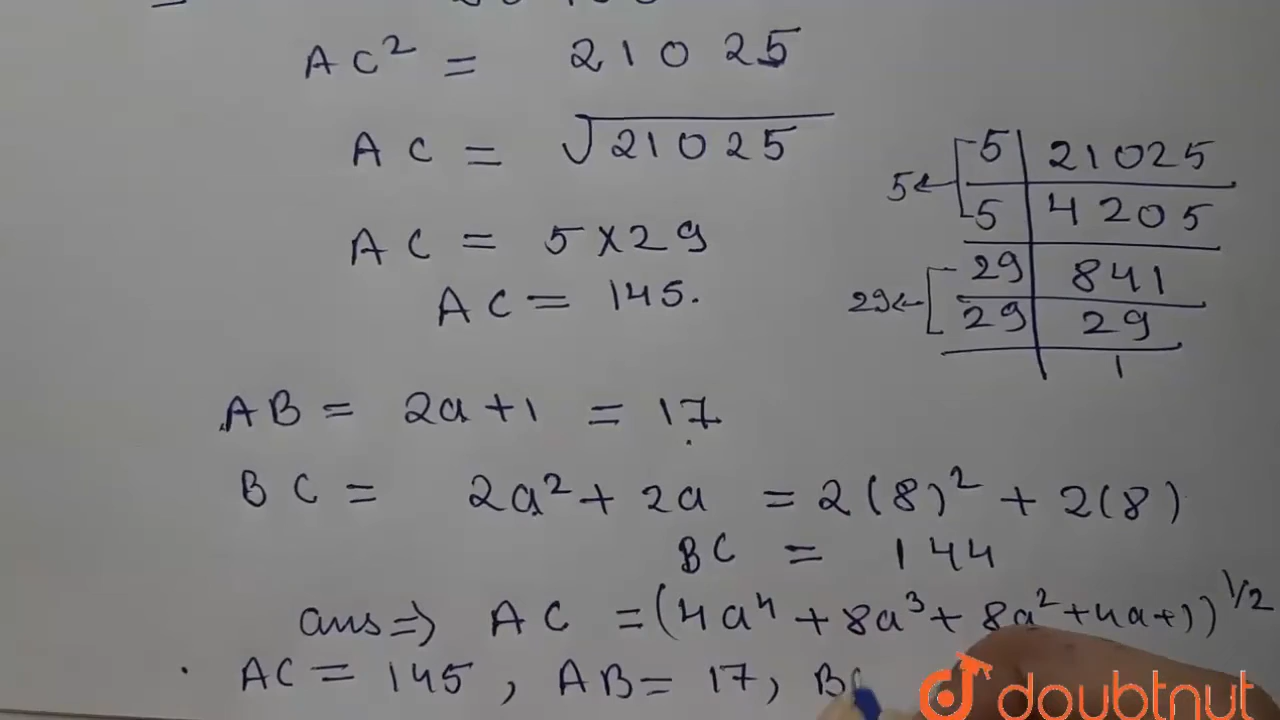 AC² = 21025
AC = √21025
AC = 5×29
AC = 145.
5 | 21025
5 | 4205
29 | 841
29 | 29
1
5←
29←
AB = 2a+1 = 17
BC = 2a²+2a = 2(8)²+2(8)
BC = 144
ans⇒ AC = (4a⁴+8a³+8a²+4a+1)^1/2
AC = 145, AB = 17, B
doubtnut